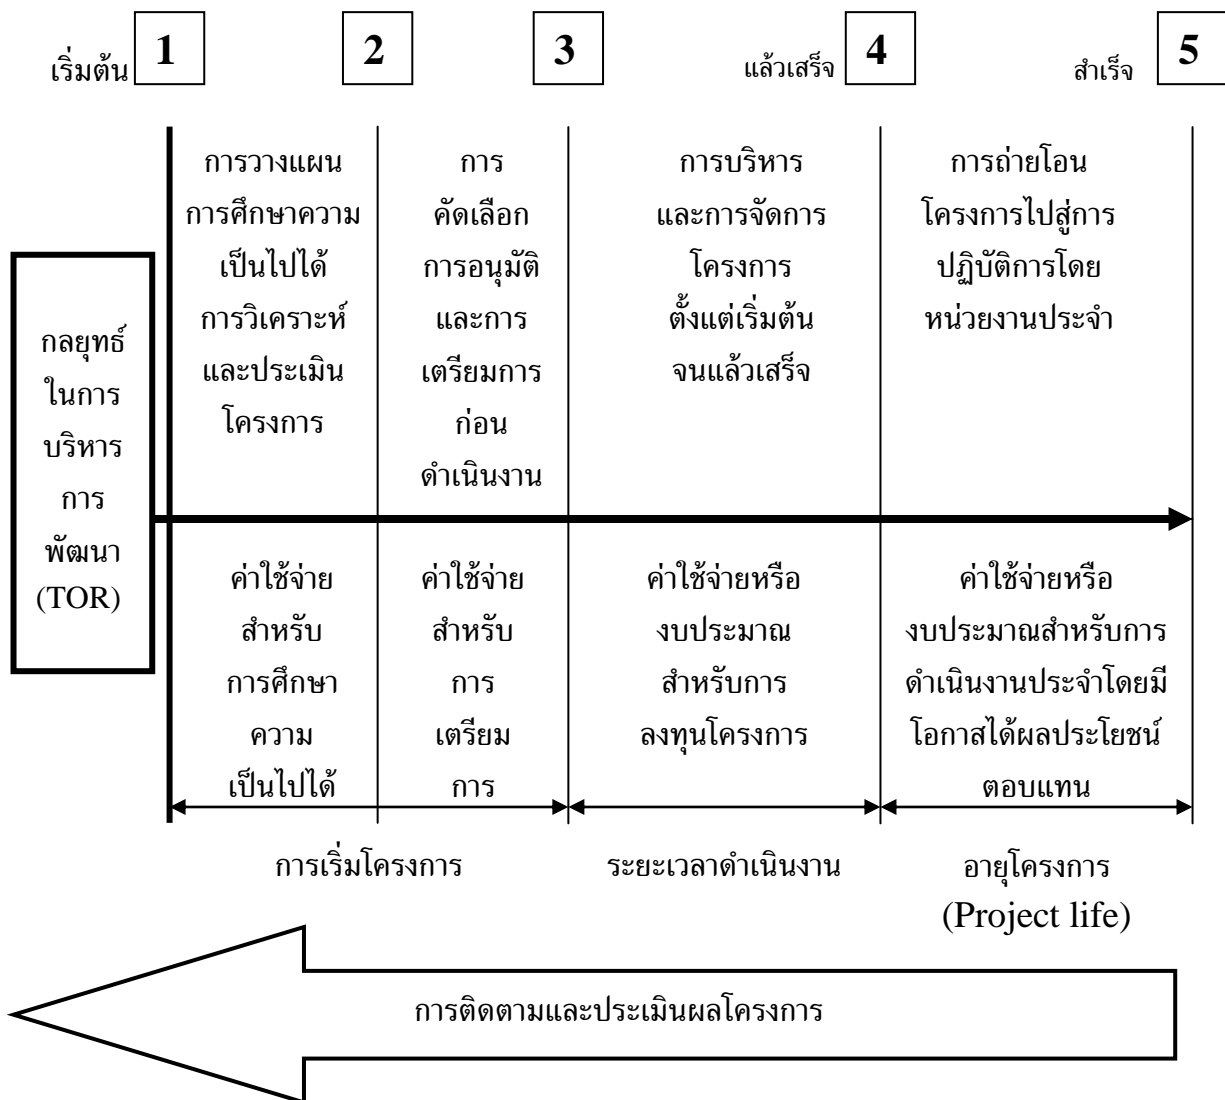 เริ่มต้น 1 2 3 แล้วเสร็จ 4 สำเร็จ 5
การวางแผน
การศึกษาความ
เป็นไปได้
การวิเคราะห์
และประเมิน
โครงการ
การ
คัดเลือก
การอนุมัติ
และการ
เตรียมการ
ก่อน
ดำเนินงาน
การบริหาร
และการจัดการ
โครงการ
ตั้งแต่เริ่มต้น
จนแล้วเสร็จ
การถ่ายโอน
โครงการไปสู่การ
ปฏิบัติการโดย
หน่วยงานประจำ
กลยุทธ์
ในการ
บริหาร
การ
พัฒนา
(TOR)
ค่าใช้จ่าย
สำหรับ
การศึกษา
ความ
เป็นไปได้
ค่าใช้จ่าย
สำหรับ
การ
เตรียม
การ
ค่าใช้จ่ายหรือ
งบประมาณ
สำหรับการ
ลงทุนโครงการ
ค่าใช้จ่ายหรือ
งบประมาณสำหรับการ
ดำเนินงานประจำโดยมี
โอกาสได้ผลประโยชน์
ตอบแทน
การเริ่มโครงการ
ระยะเวลาดำเนินงาน
อายุโครงการ
(Project life)
การติดตามและประเมินผลโครงการ